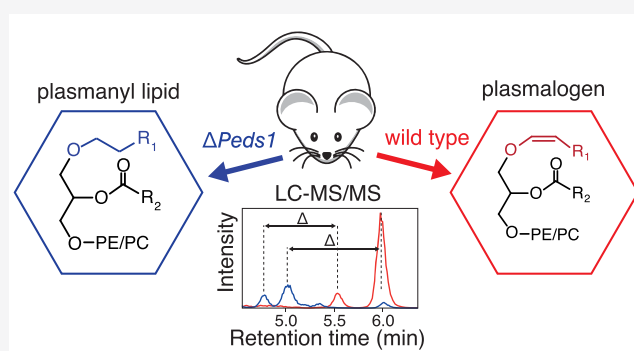 plasmanyl lipid
plasmalogen
ΔPeds1
wild type
O
R1
O
O
R2
O—PE/PC
O
R1
O
O
R2
O—PE/PC
LC-MS/MS
Δ
Δ
Intensity
5.0 5.5 6.0
Retention time (min)